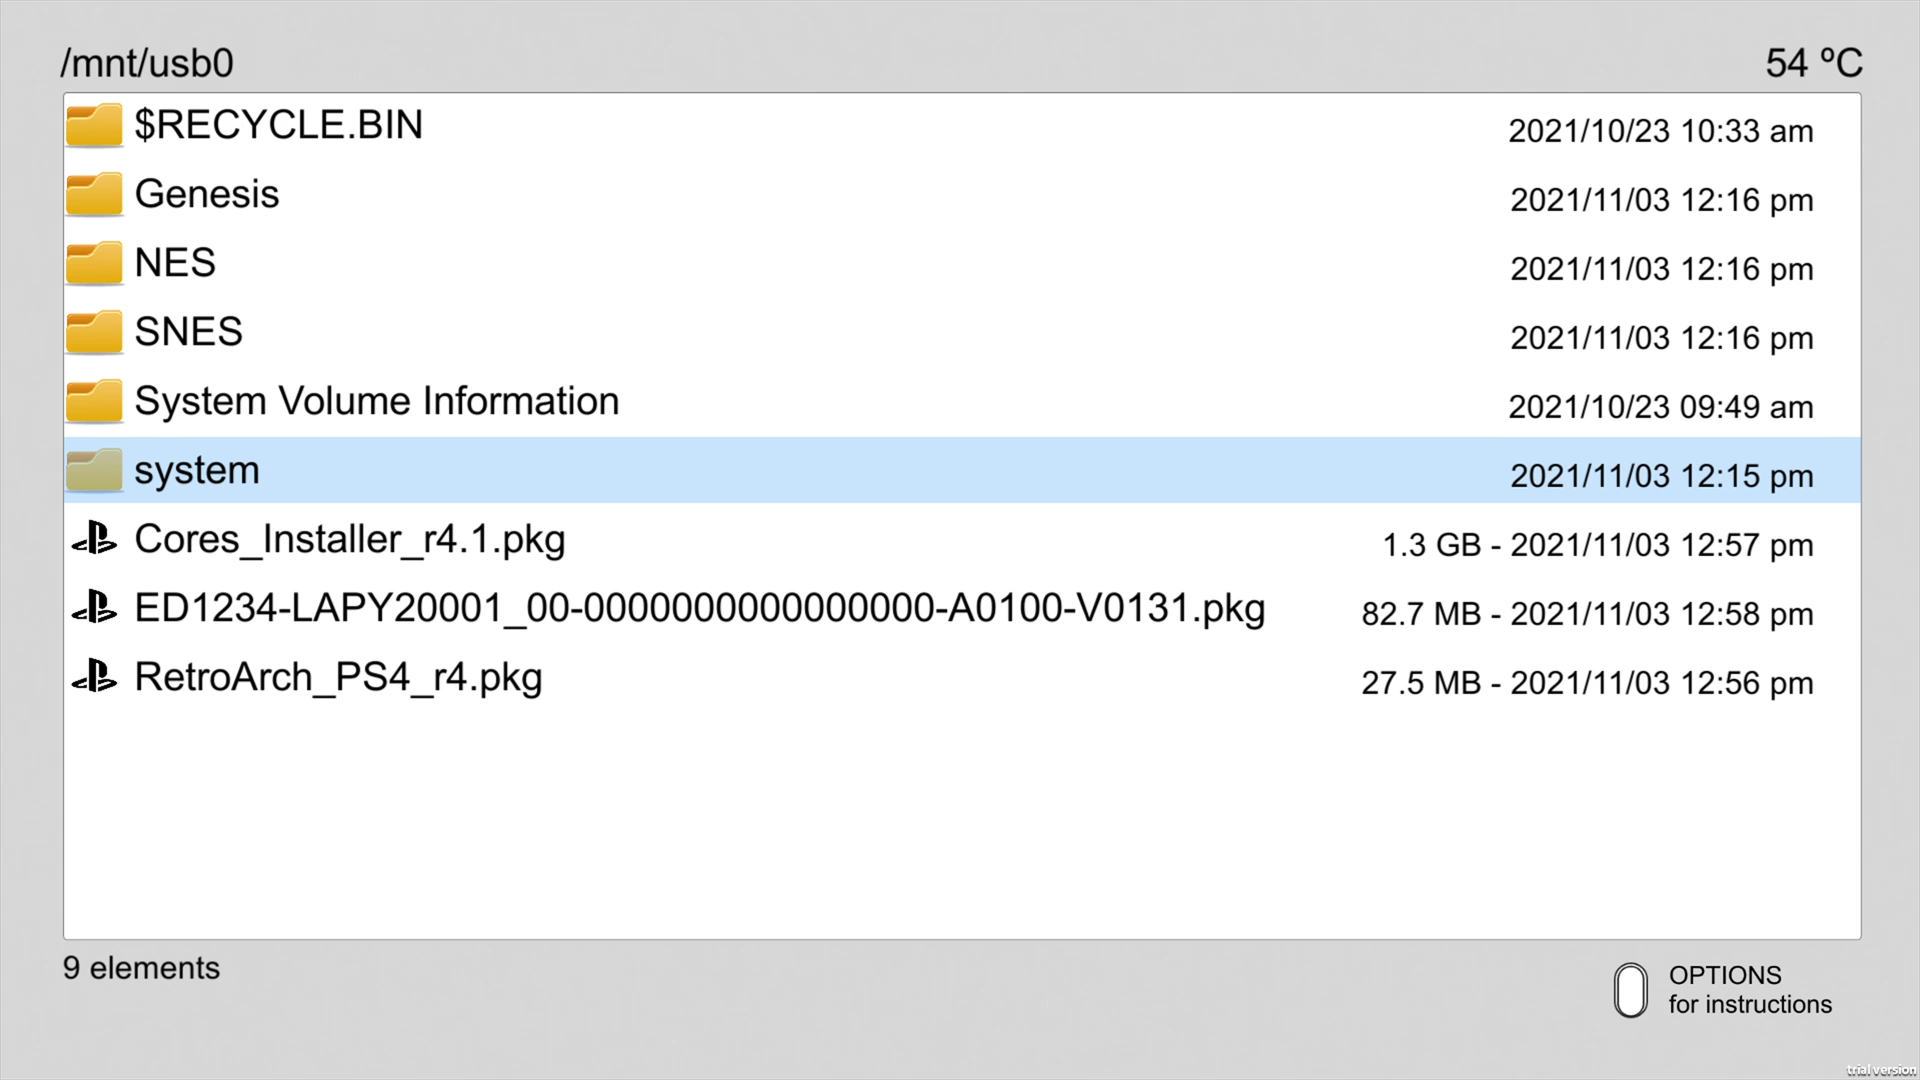 /mnt/usb0 54 ºC
$RECYCLE.BIN 2021/10/23 10:33 am
Genesis 2021/11/03 12:16 pm
NES 2021/11/03 12:16 pm
SNES 2021/11/03 12:16 pm
System Volume Information 2021/10/23 09:49 am
system 2021/11/03 12:15 pm
Cores_Installer_r4.1.pkg 1.3 GB - 2021/11/03 12:57 pm
ED1234-LAPY20001_00-0000000000000000-A0100-V0131.pkg 82.7 MB - 2021/11/03 12:58 pm
RetroArch_PS4_r4.pkg 27.5 MB - 2021/11/03 12:56 pm
9 elements
OPTIONS
for instructions
trial version